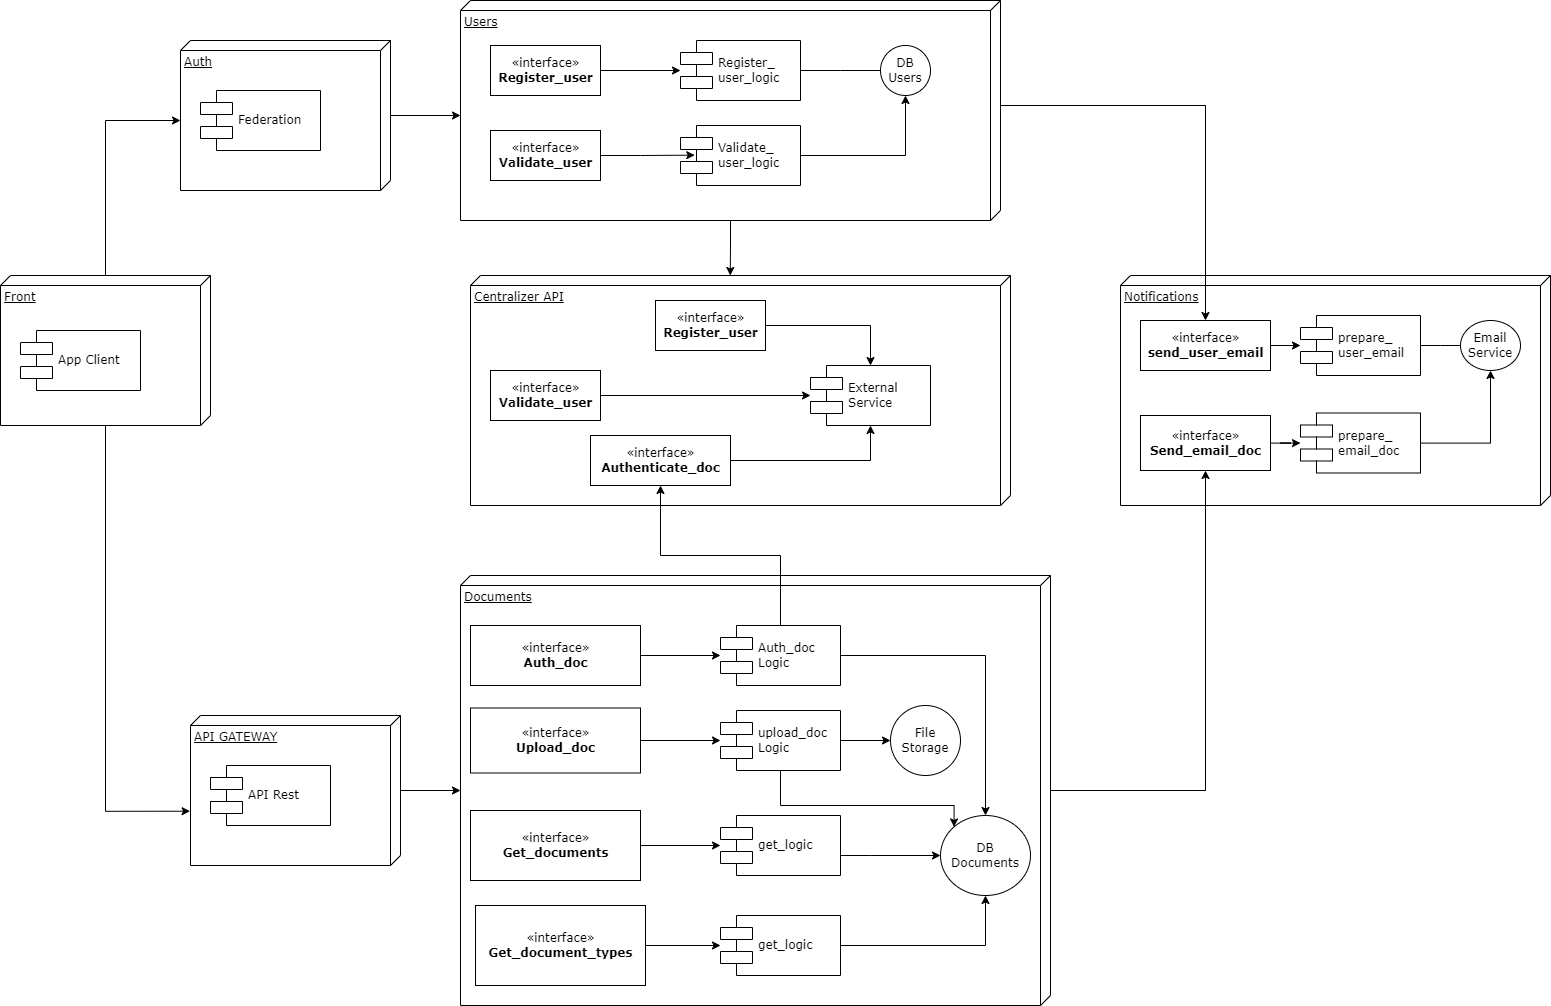 Users
«interface»
Register_user
Register_
user_logic
DB
Users
«interface»
Validate_user
Validate_
user_logic
Auth
Federation
Front
App Client
Centralizer API
«interface»
Register_user
«interface»
Validate_user
External
Service
«interface»
Authenticate_doc
Notifications
«interface»
send_user_email
prepare_
user_email
Email
Service
«interface»
Send_email_doc
prepare_
email_doc
Documents
«interface»
Auth_doc
Auth_doc
Logic
«interface»
Upload_doc
upload_doc
Logic
File
Storage
API GATEWAY
API Rest
«interface»
Get_documents
get_logic
DB
Documents
«interface»
Get_document_types
get_logic